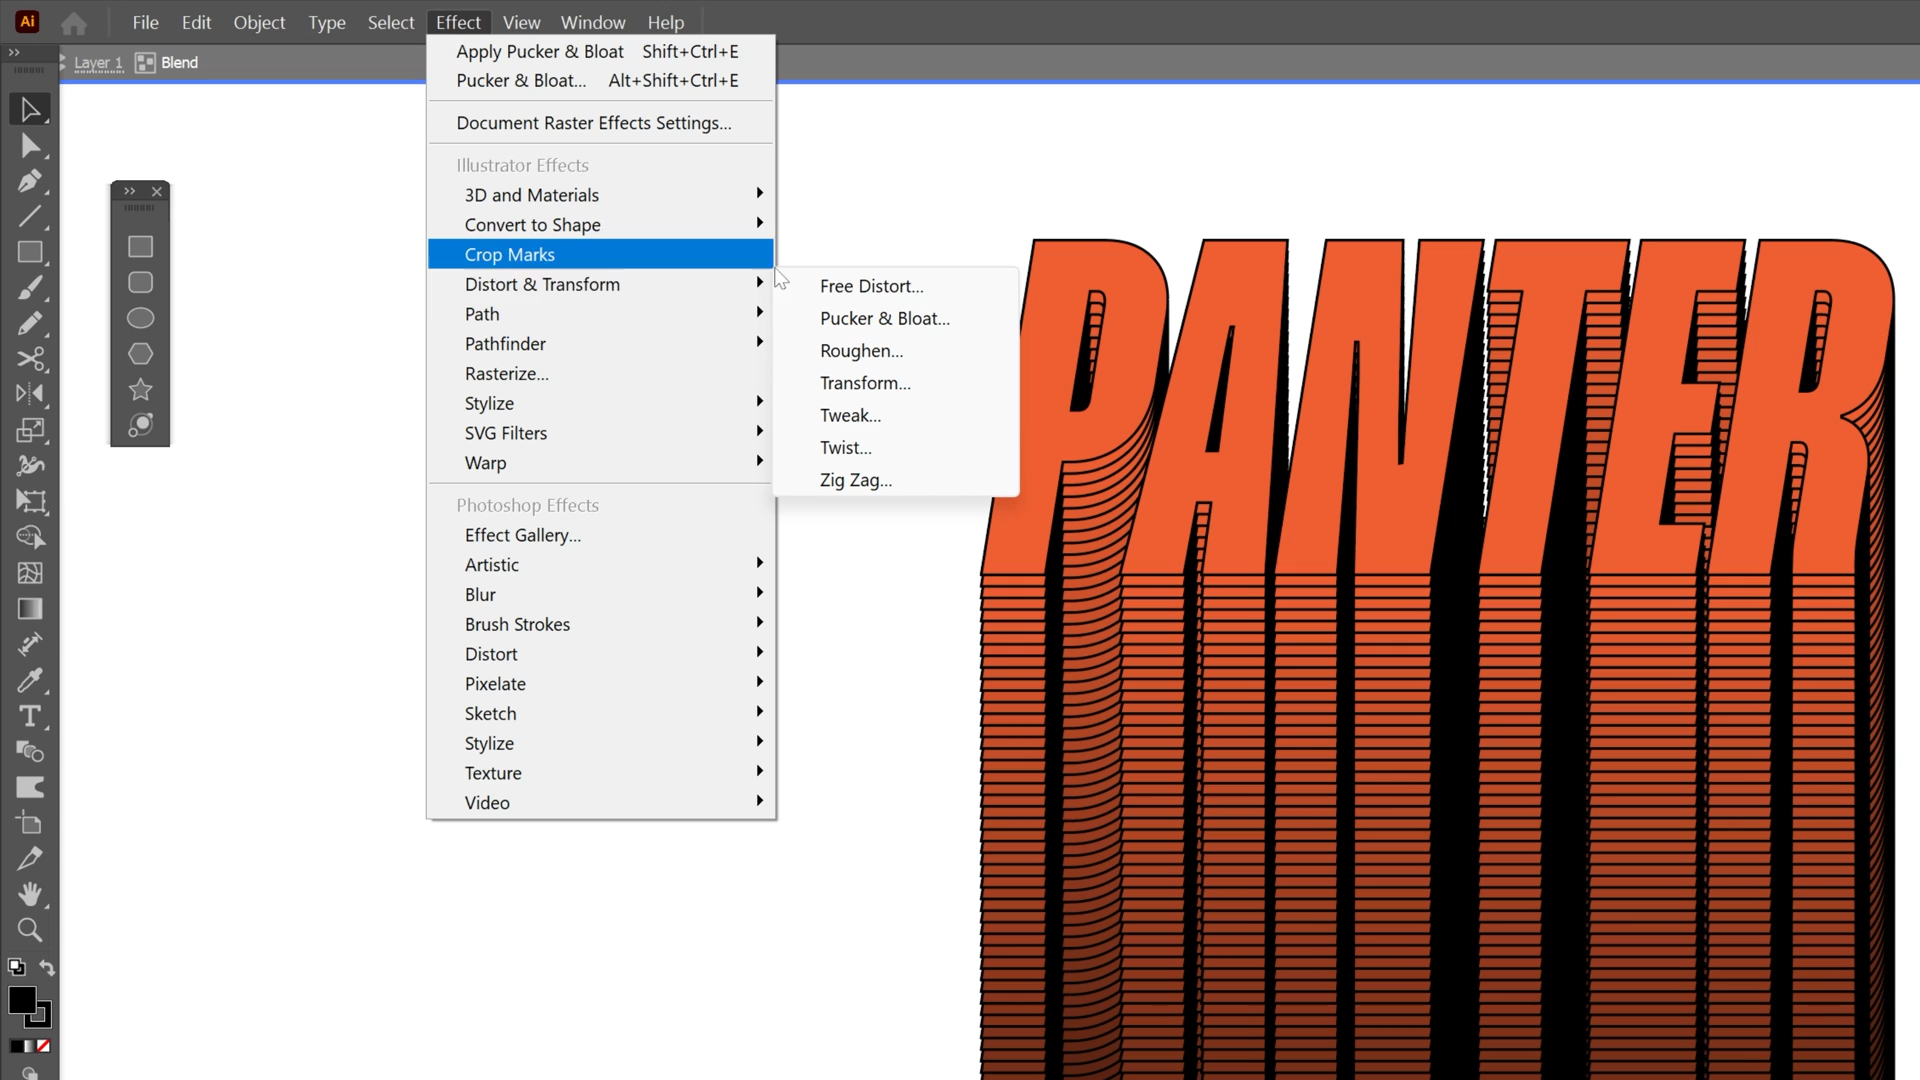 Ai File Edit Object Type Select Effect View Window Help
Layer 1 Blend
Apply Pucker & Bloat Shift+Ctrl+E
Pucker & Bloat... Alt+Shift+Ctrl+E
Document Raster Effects Settings...
Illustrator Effects
3D and Materials
Convert to Shape
Crop Marks
Distort & Transform
Path
Pathfinder
Rasterize...
Stylize
SVG Filters
Warp
Photoshop Effects
Effect Gallery...
Artistic
Blur
Brush Strokes
Distort
Pixelate
Sketch
Stylize
Texture
Video
Free Distort...
Pucker & Bloat...
Roughen...
Transform...
Tweak...
Twist...
Zig Zag...
PANTER